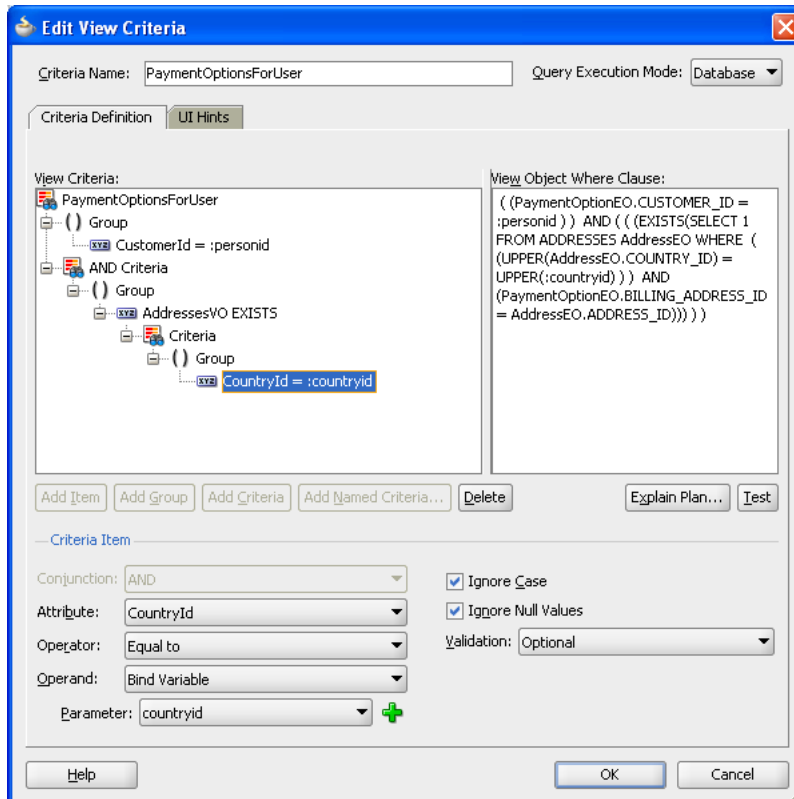 Edit View Criteria
Criteria Name: PaymentOptionsForUser Query Execution Mode: Database
Criteria Definition UI Hints
View Criteria:
PaymentOptionsForUser
( ) Group
XYZ CustomerId = :personid
AND Criteria
( ) Group
XYZ AddressesVO EXISTS
Criteria
( ) Group
XYZ CountryId = :countryid
View Object Where Clause:
( ((PaymentOptionEO.CUSTOMER_ID =
:personid ) ) AND ( ( (EXISTS(SELECT 1
FROM ADDRESSES AddressEO WHERE (
(UPPER(AddressEO.COUNTRY_ID) =
UPPER(:countryid) ) ) AND
(PaymentOptionEO.BILLING_ADDRESS_ID
= AddressEO.ADDRESS_ID))) ) )
Add Item Add Group Add Criteria Add Named Criteria... Delete Explain Plan... Test
Criteria Item
Conjunction: AND
Attribute: CountryId
Operator: Equal to
Operand: Bind Variable
Parameter: countryid
Ignore Case
Ignore Null Values
Validation: Optional
Help OK Cancel